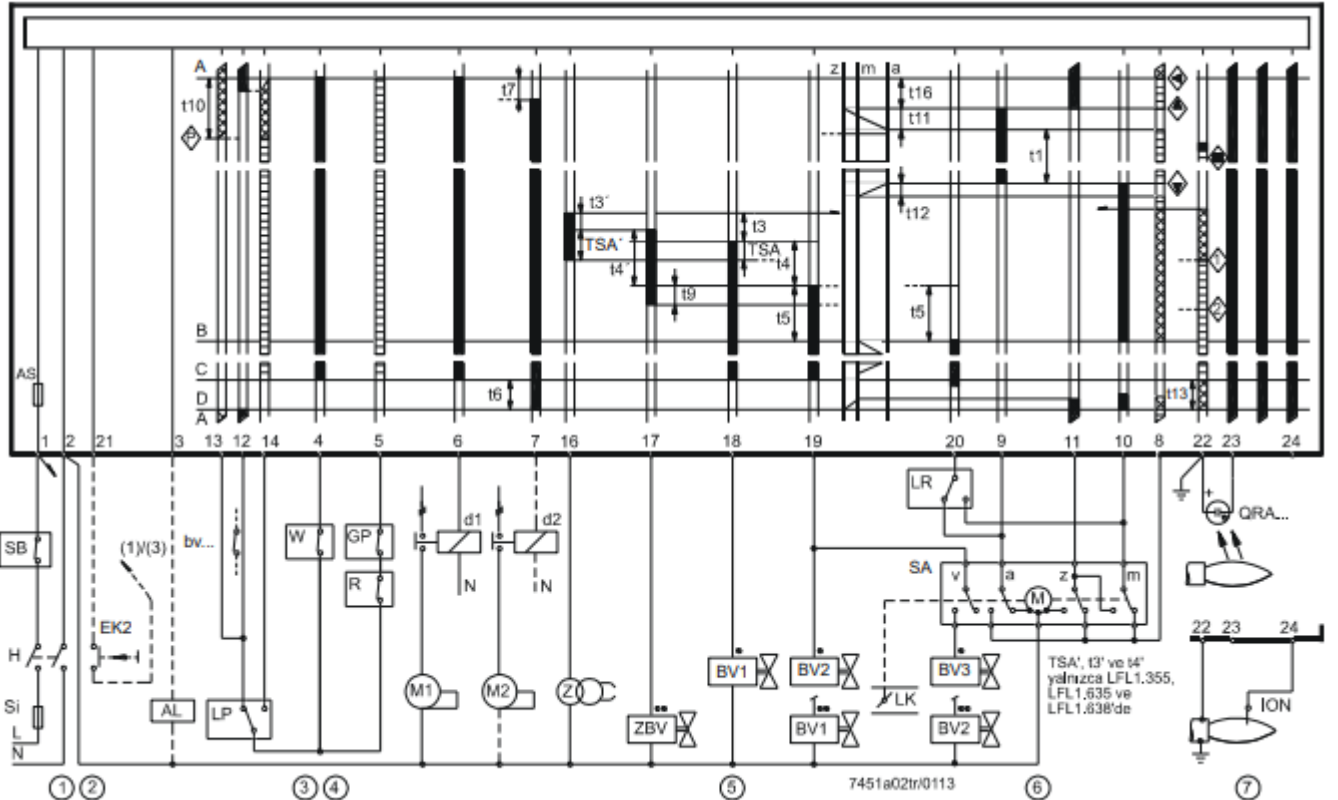 A
z m a
t7
t16
t10
P
t11
t1
t3´
t12
t3
TSA´
TSA
t4
t4´
1
t9
2
t5
t5
B
AS
C
t6
t13
D
A
1 2 21 3 13 12 14 4 5 6 7 16 17 18 19 20 9 11 10 8 22 23 24
LR
+
QRA...
d1 d2
SB
(1)/(3)
bv...
W
GP
SA
v a z m
R
N N
M
EK2
22 23 24
H
BV1
BV2
BV3
TSA', t3' ve t4'
yalnızca LFL1.355,
LFL1.635 ve
LFL1.638'de
M1
M2
Z
LK
ION
Si
AL
LP
L
ZBV
BV1
BV2
N
1 2 3 4 5 7451a02tr/0113 6 7